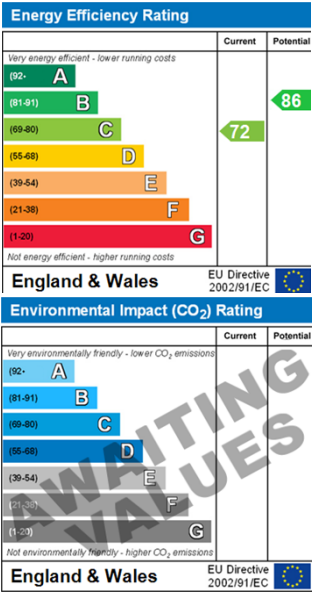 Energy Efficiency Rating
Current Potential
Very energy efficient - lower running costs
(92- A
(81-91) B
86
(69-80) C
72
(55-68) D
(39-54) E
(21-38) F
(1-20) G
Not energy efficient - higher running costs
England & Wales
EU Directive
2002/91/EC
Environmental Impact (CO2) Rating
Current Potential
Very environmentally friendly - lower CO2 emissions
(92- A
(81-91) B
(69-80) C
(55-68) D
(39-54) E
(21-38) F
(1-20) G
AWAITING
VALUES
Not environmentally friendly - higher CO2 emissions
England & Wales
EU Directive
2002/91/EC